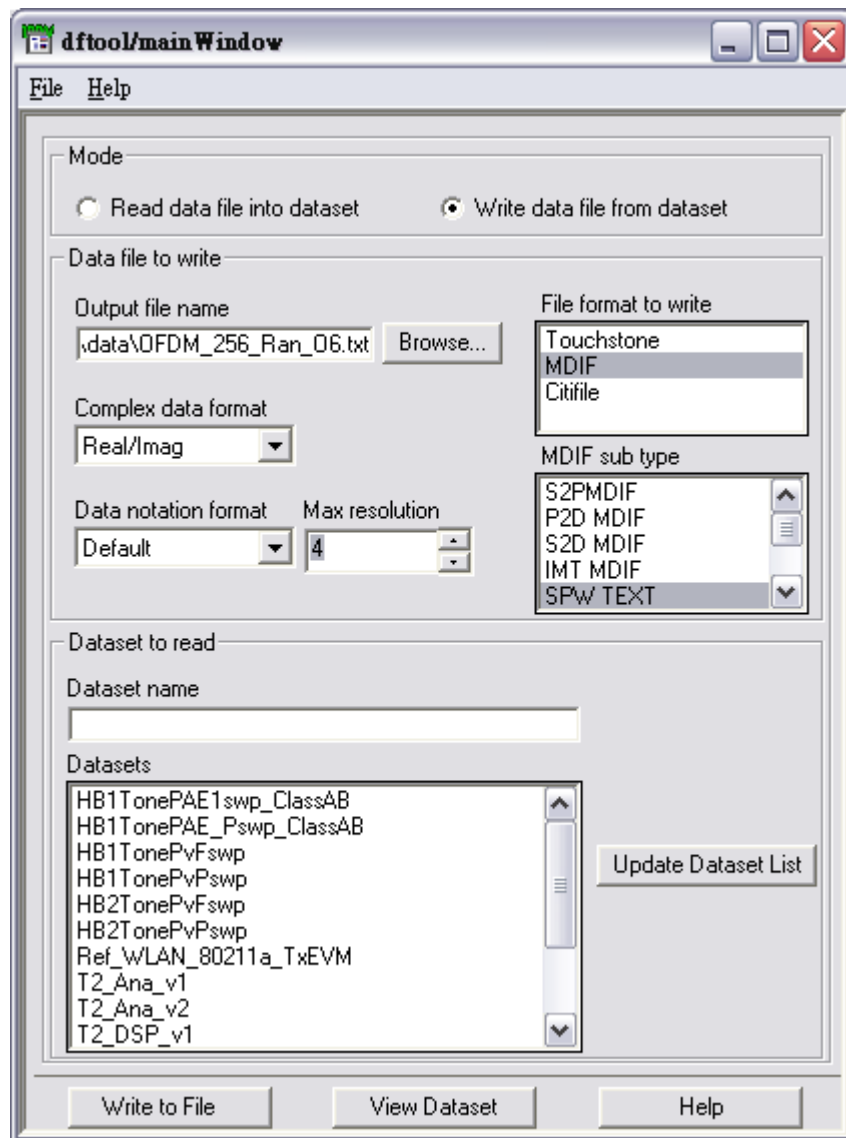 dftool/mainWindow
File Help
Mode
Read data file into dataset Write data file from dataset
Data file to write
Output file name
.data\OFDM_256_Ran_06.txt Browse...
File format to write
Touchstone
MDIF
Citifile
Complex data format
Real/Imag
MDIF sub type
S2PMDIF
P2D MDIF
S2D MDIF
IMT MDIF
SPW TEXT
Data notation format Max resolution
Default 4
Dataset to read
Dataset name
Datasets
HB1TonePAE1swp_ClassAB
HB1TonePAE_Pswp_ClassAB
HB1TonePvFswp
HB1TonePvPswp
HB2TonePvFswp
HB2TonePvPswp
Ref_WLAN_80211a_TxEVM
T2_Ana_v1
T2_Ana_v2
T2_DSP_v1
Update Dataset List
Write to File View Dataset Help